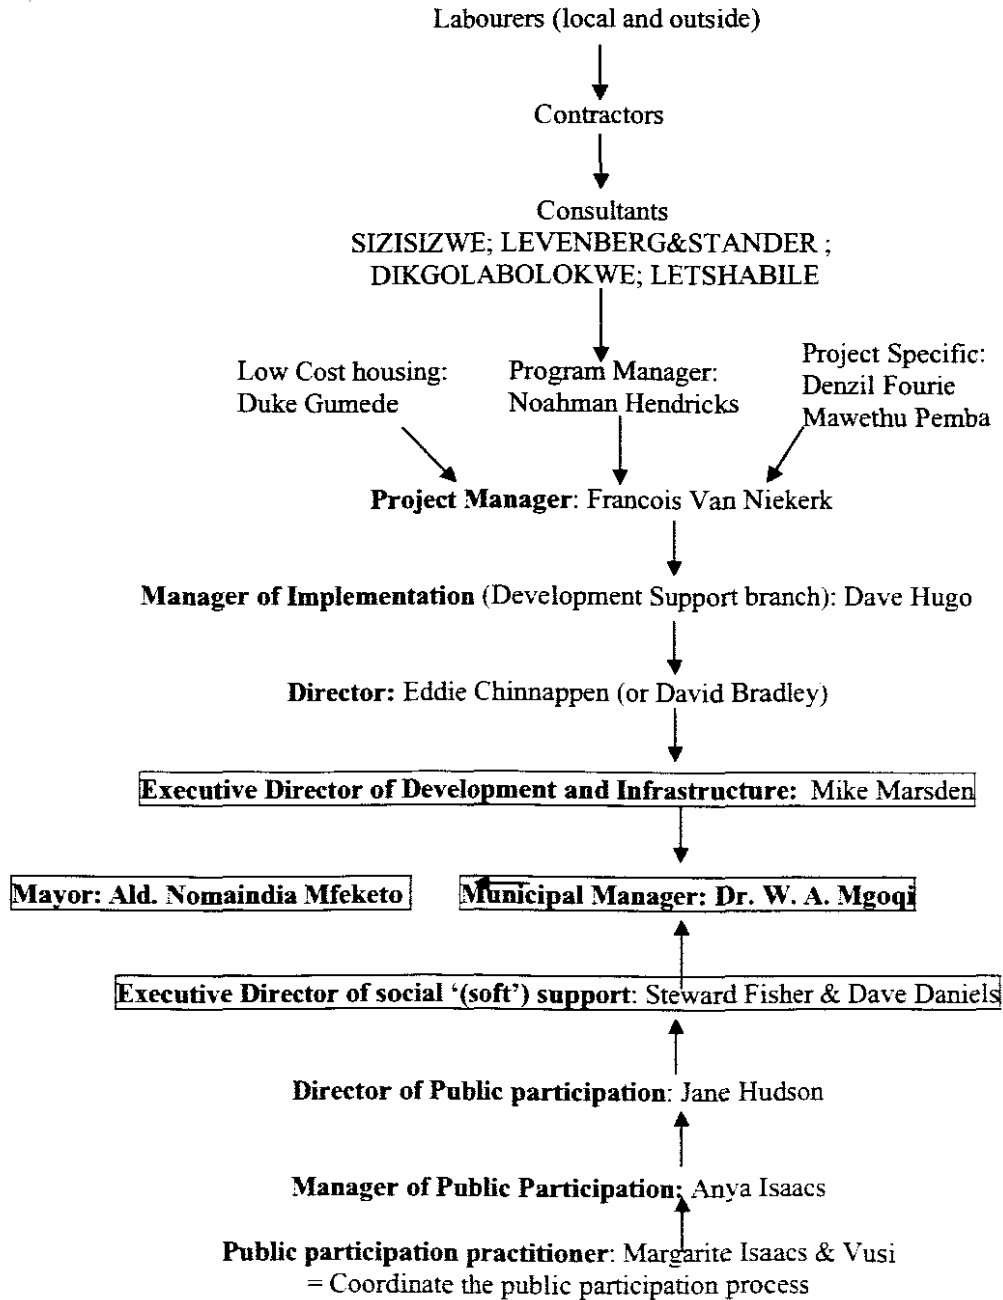 Labourers (local and outside)
Contractors
Consultants
SIZISIZWE; LEVENBERG&STANDER ;
DIKGOLABOLOKWE; LETSHABILE
Low Cost housing:
Duke Gumede
Program Manager:
Noahman Hendricks
Project Specific:
Denzil Fourie
Mawethu Pemba
Project Manager: Francois Van Niekerk
Manager of Implementation (Development Support branch): Dave Hugo
Director: Eddie Chinnappen (or David Bradley)
Executive Director of Development and Infrastructure: Mike Marsden
Mayor: Ald. Nomaindia Mfeketo
Municipal Manager: Dr. W. A. Mgoqi
Executive Director of social ‘(soft’) support: Steward Fisher & Dave Daniels
Director of Public participation: Jane Hudson
Manager of Public Participation: Anya Isaacs
Public participation practitioner: Margarite Isaacs & Vusi
= Coordinate the public participation process